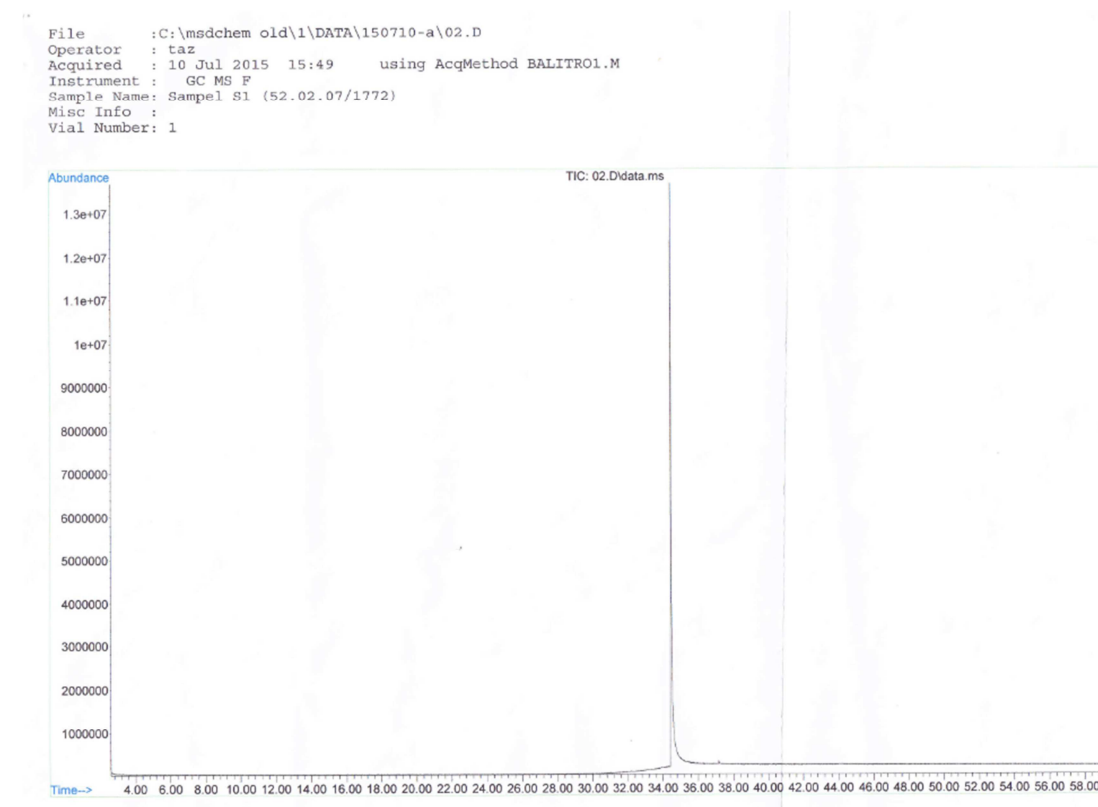 File :C:\msdchem old\1\DATA\150710-a\02.D
Operator : taz
Acquired : 10 Jul 2015 15:49 using AcqMethod BALITRO1.M
Instrument : GC MS F
Sample Name: Sampel S1 (52.02.07/1772)
Misc Info :
Vial Number: 1
Abundance
TIC: 02.D\data.ms
1.3e+07
1.2e+07
1.1e+07
1e+07
9000000
8000000
7000000
6000000
5000000
4000000
3000000
2000000
1000000
Time-->
4.00 6.00 8.00 10.00 12.00 14.00 16.00 18.00 20.00 22.00 24.00 26.00 28.00 30.00 32.00 34.00 36.00 38.00 40.00 42.00 44.00 46.00 48.00 50.00 52.00 54.00 56.00 58.00